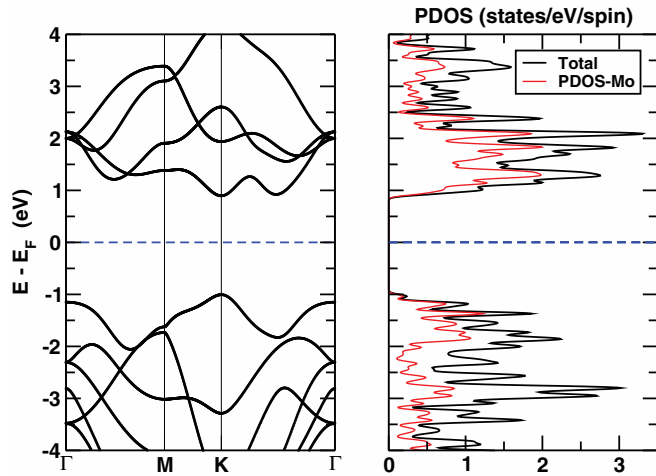 PDOS (states/eV/spin)
4
3
2
1
0
-1
-2
-3
-4
E - E_F (eV)
Γ M K Γ
Total
PDOS-Mo
0 1 2 3